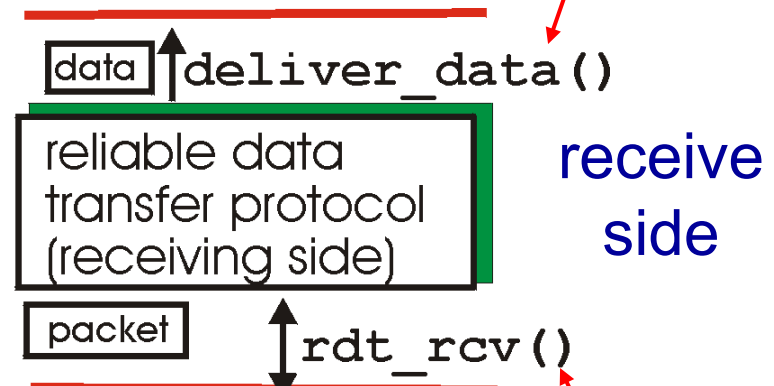 data deliver_data()
reliable data
transfer protocol
(receiving side)
receive
side
packet
rdt_rcv()